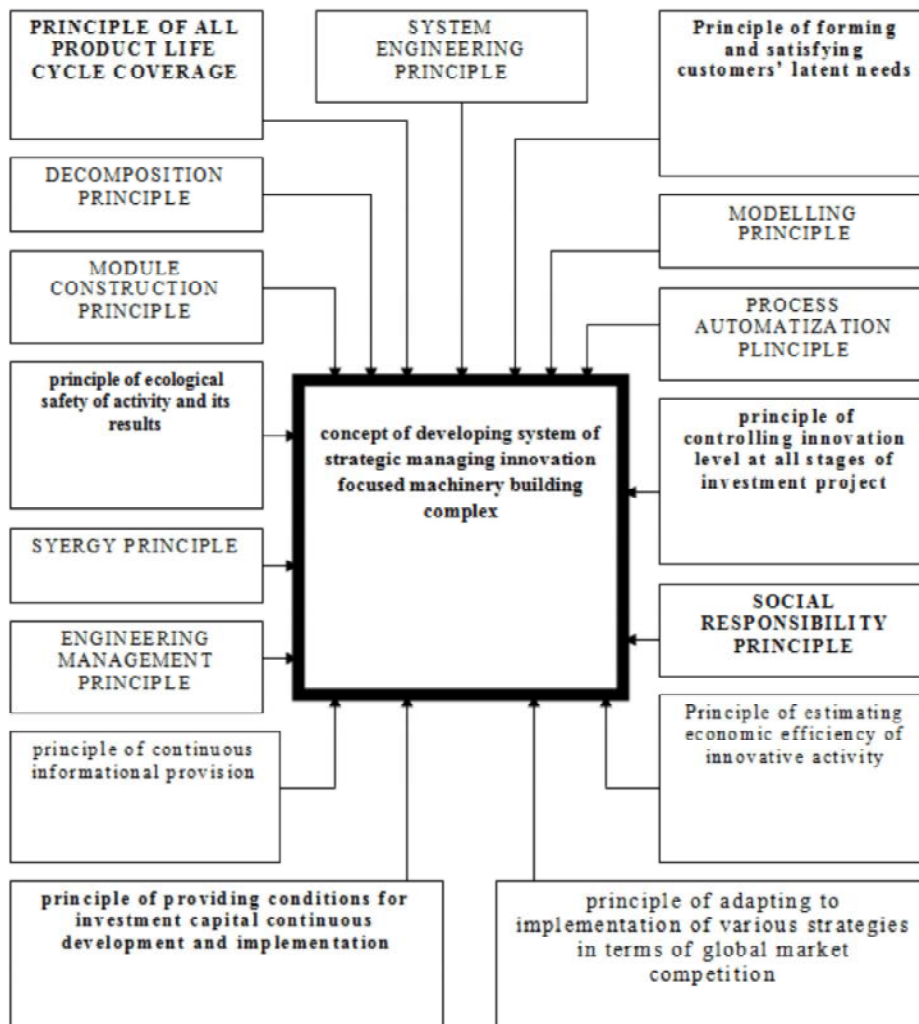 PRINCIPLE OF ALL
PRODUCT LIFE
CYCLE COVERAGE
SYSTEM
ENGINEERING
PRINCIPLE
Principle of forming
and satisfying
customers’ latent needs
DECOMPOSITION
PRINCIPLE
MODELLING
PRINCIPLE
MODULE
CONSTRUCTION
PRINCIPLE
PROCESS
AUTOMATIZATION
PLINCIPLE
principle of ecological
safety of activity and its
results
concept of developing system of
strategic managing innovation
focused machinery building
complex
principle of
controlling innovation
level at all stages of
investment project
SYERGY PRINCIPLE
SOCIAL
RESPONSIBILITY
PRINCIPLE
ENGINEERING
MANAGEMENT
PRINCIPLE
Principle of estimating
economic efficiency of
innovative activity
principle of continuous
informational provision
principle of providing conditions for
investment capital continuous
development and implementation
principle of adapting to
implementation of various strategies
in terms of global market
competition